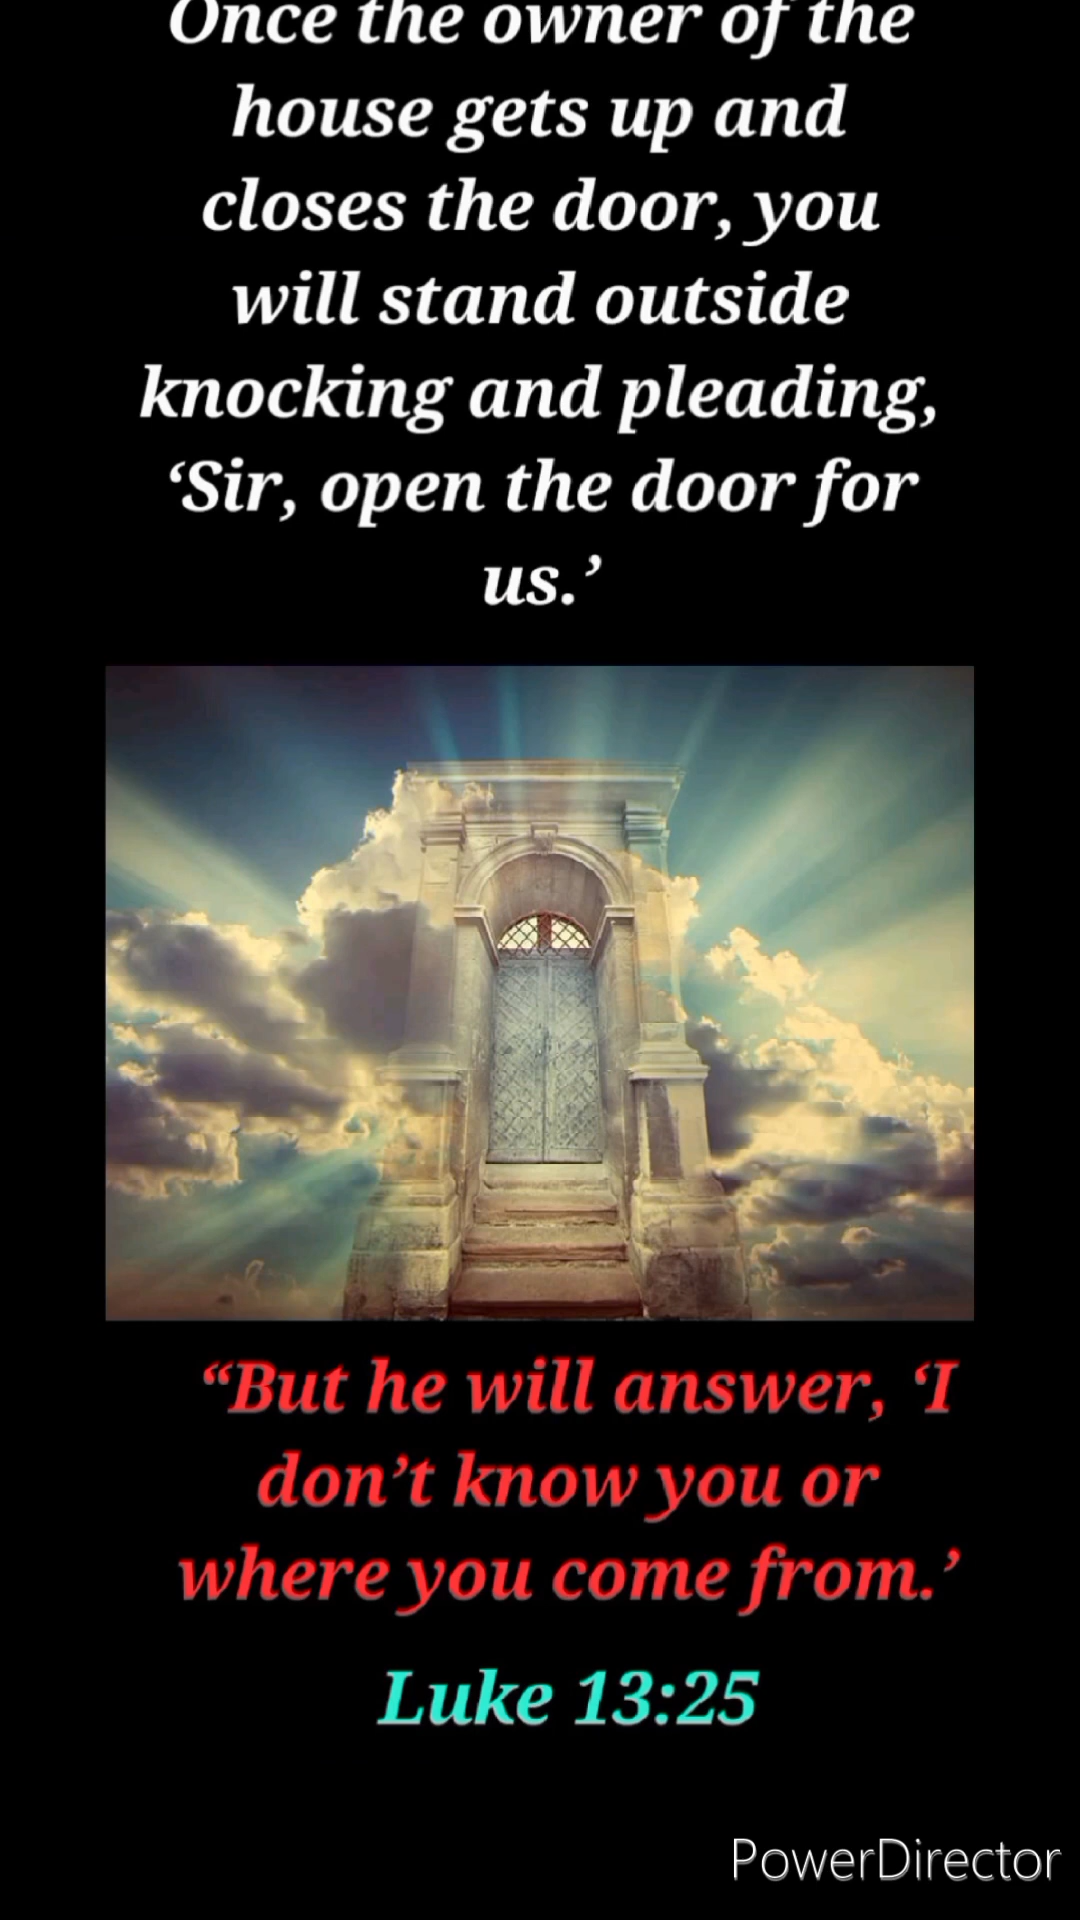 Once the owner of the
house gets up and
closes the door, you
will stand outside
knocking and pleading,
‘Sir, open the door for
us.’
“But he will answer, ‘I
don’t know you or
where you come from.’
Luke 13:25
PowerDirector